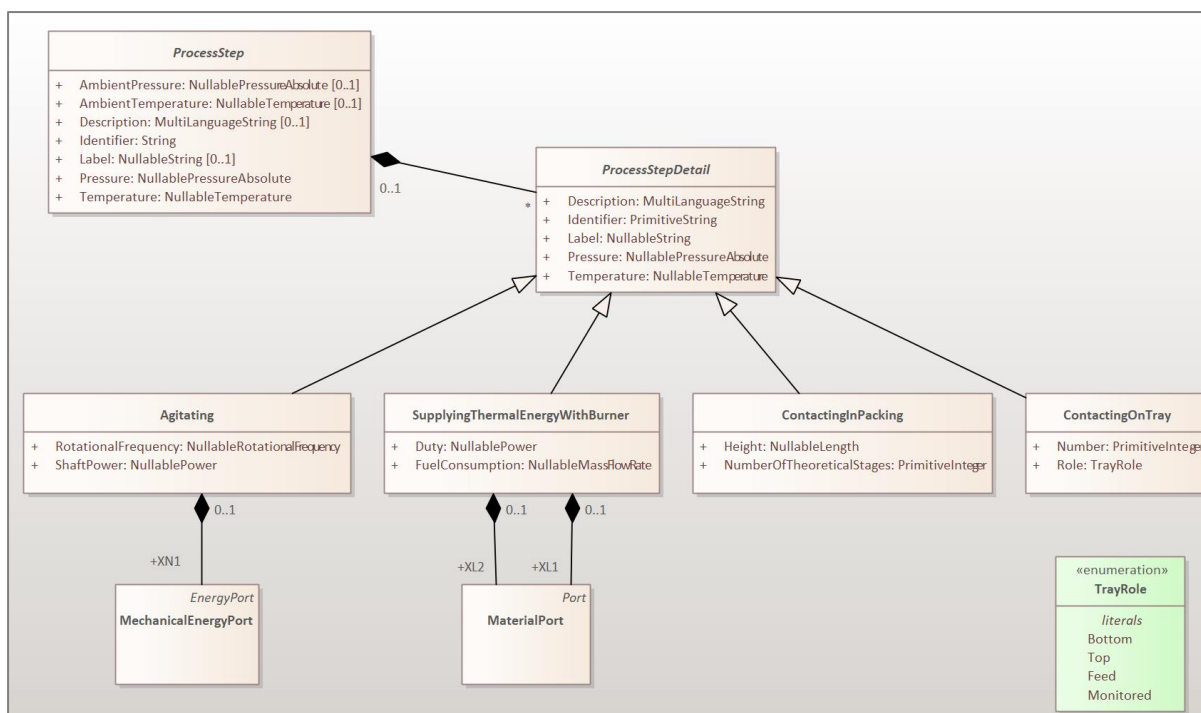 ProcessStep
+ AmbientPressure: NullablePressureAbsolute [0..1]
+ AmbientTemperature: NullableTemperature [0..1]
+ Description: MultiLanguageString [0..1]
+ Identifier: String
+ Label: NullableString [0..1]
+ Pressure: NullablePressureAbsolute
+ Temperature: NullableTemperature
0..1
*
ProcessStepDetail
+ Description: MultiLanguageString
+ Identifier: PrimitiveString
+ Label: NullableString
+ Pressure: NullablePressureAbsolute
+ Temperature: NullableTemperature
Agitating
+ RotationalFrequency: NullableRotationalFrequency
+ ShaftPower: NullablePower
SupplyingThermalEnergyWithBurner
+ Duty: NullablePower
+ FuelConsumption: NullableMassFlowRate
ContactingInPacking
+ Height: NullableLength
+ NumberOfTheoreticalStages: PrimitiveInteger
ContactingOnTray
+ Number: PrimitiveInteger
+ Role: TrayRole
0..1
0..1
0..1
+XN1
+XL2
+XL1
EnergyPort
MechanicalEnergyPort
Port
MaterialPort
«enumeration»
TrayRole
literals
Bottom
Top
Feed
Monitored